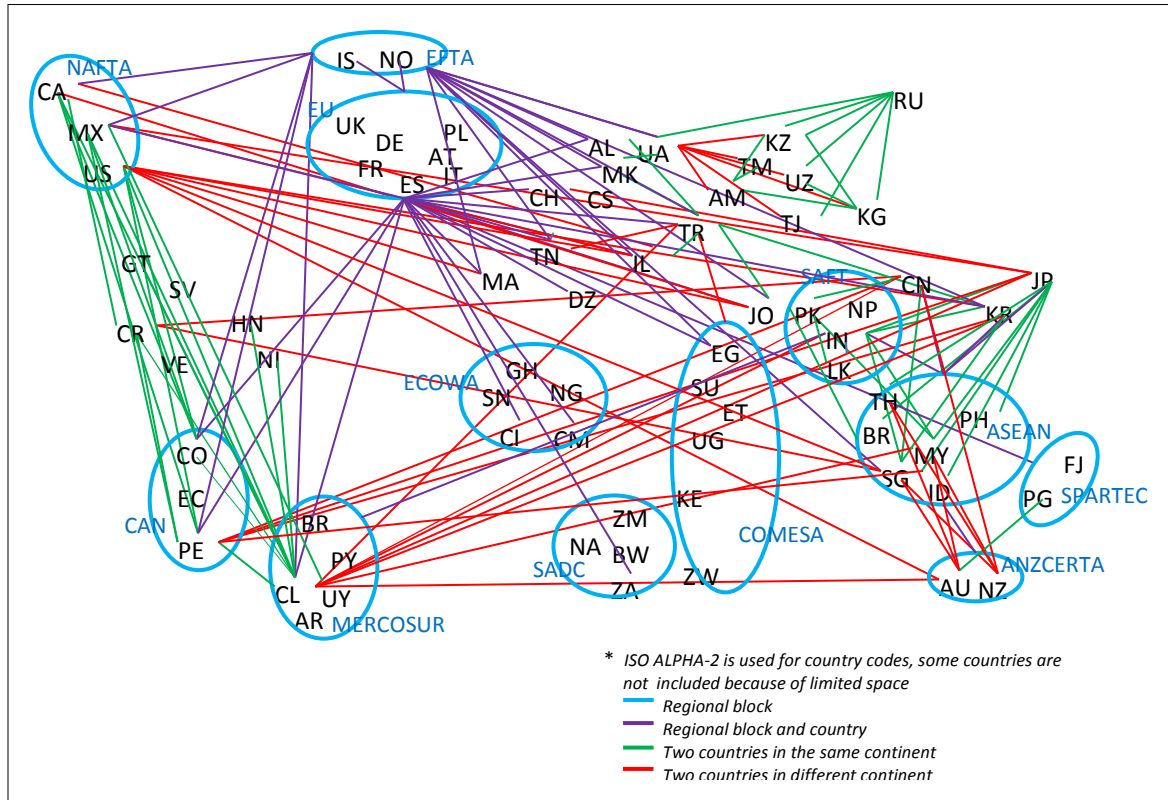 IS NO EFTA
NAFTA
CA
MX
US
EU
UK
DE
PL
AT
FR
IT
ES
AL
UA
MK
CH
CS
AM
RU
KZ
TM
UZ
KG
TJ
TR
TN
IL
MA
DZ
JO
SAFT
CN
JP
PK
NP
KR
IN
LK
GT
SV
CR
HN
VE
NI
EG
ECOWA
GH
SN
NG
CI
CM
SU
ET
UG
KE
COMESA
ZW
TH
PH
BR
ASEAN
MY
SG
ID
FJ
PG
SPARTEC
CO
EC
CAN
PE
BR
PY
CL
UY
AR
MERCOSUR
ZM
NA
BW
SADC
ZA
ANZCERTA
AU
NZ
* ISO ALPHA-2 is used for country codes, some countries are
not included because of limited space
Regional block
Regional block and country
Two countries in the same continent
Two countries in different continent